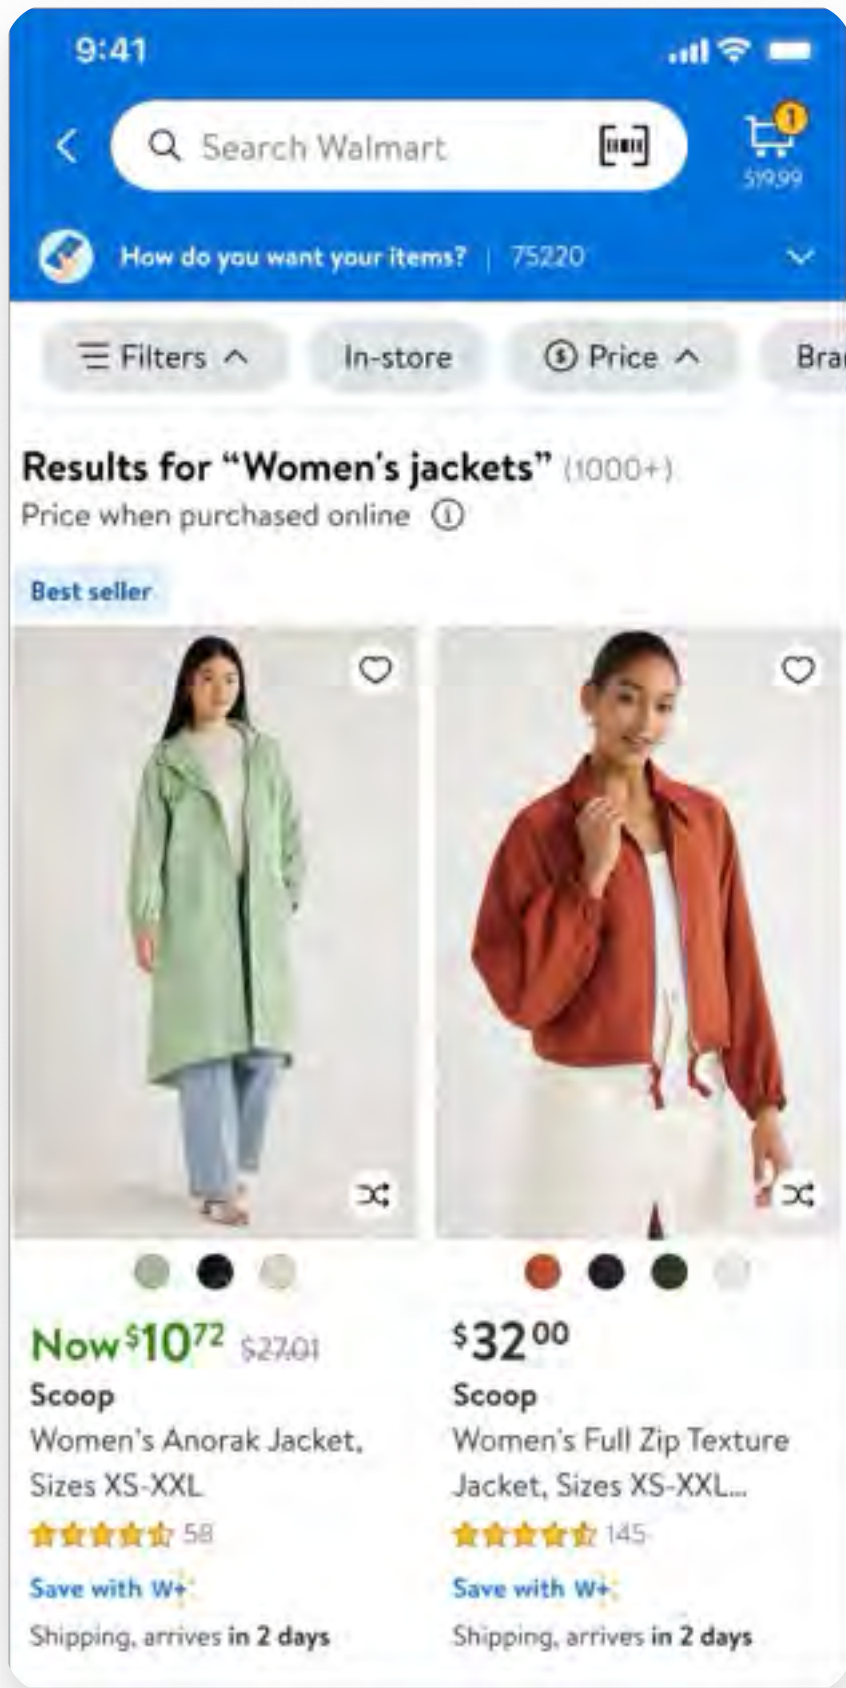 9:41
Search Walmart
1
$19.99
How do you want your items? | 75220
Filters
In-store
Price
Bra
Results for “Women's jackets” (1000+)
Price when purchased online
Best seller
Now $10.72 $27.01
Scoop
Women's Anorak Jacket,
Sizes XS-XXL
58
Save with W+
Shipping, arrives in 2 days
$32.00
Scoop
Women's Full Zip Texture
Jacket, Sizes XS-XXL...
145
Save with W+
Shipping, arrives in 2 days